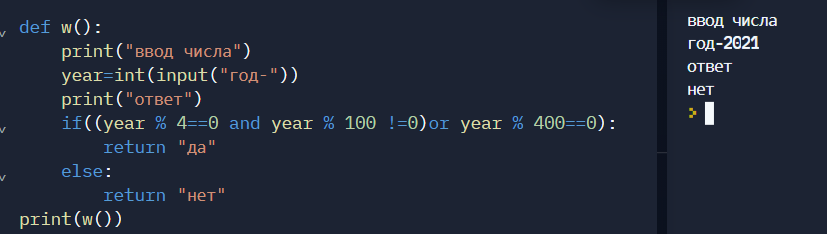 def w():
    print("ввод числа")
    year=int(input("год-"))
    print("ответ")
    if((year % 4==0 and year % 100 !=0)or year % 400==0):
        return "да"
    else:
        return "нет"
print(w())
ввод числа
год-2021
ответ
нет
>